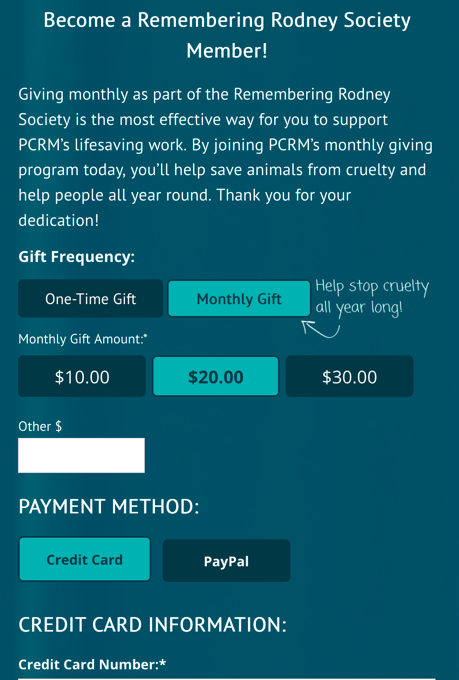 Become a Remembering Rodney Society
Member!
Giving monthly as part of the Remembering Rodney
Society is the most effective way for you to support
PCRM’s lifesaving work. By joining PCRM’s monthly giving
program today, you’ll help save animals from cruelty and
help people all year round. Thank you for your
dedication!
Gift Frequency:
One-Time Gift
Monthly Gift
Help stop cruelty
all year long!
Monthly Gift Amount:*
$10.00
$20.00
$30.00
Other $
PAYMENT METHOD:
Credit Card
PayPal
CREDIT CARD INFORMATION:
Credit Card Number:*